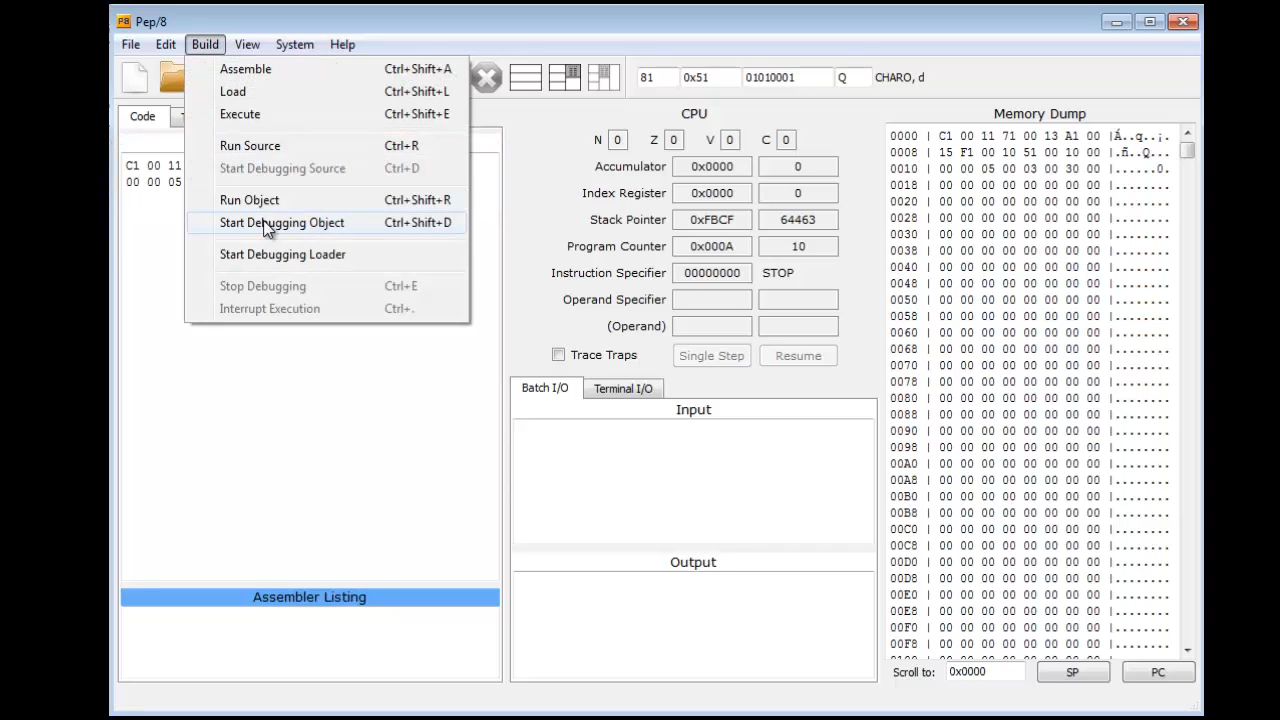 Pep/8
File Edit Build View System Help
81 0x51 01010001 Q CHARO, d
Assemble Ctrl+Shift+A
Load Ctrl+Shift+L
Execute Ctrl+Shift+E
Run Source Ctrl+R
Start Debugging Source Ctrl+D
Run Object Ctrl+Shift+R
Start Debugging Object Ctrl+Shift+D
Start Debugging Loader
Stop Debugging Ctrl+E
Interrupt Execution Ctrl+.
Code
C1 00 11
00 00 05
Assembler Listing
CPU
N 0 Z 0 V 0 C 0
Accumulator 0x0000 0
Index Register 0x0000 0
Stack Pointer 0xFBCF 64463
Program Counter 0x000A 10
Instruction Specifier 00000000 STOP
Operand Specifier
(Operand)
Trace Traps Single Step Resume
Batch I/O Terminal I/O
Input
Output
Memory Dump
0000 | C1 00 11 71 00 13 A1 00 |Á..q..¡.
0008 | 15 F1 00 10 51 00 10 00 |.ñ..Q...
0010 | 00 00 05 00 03 00 30 00 |......0.
0018 | 00 00 00 00 00 00 00 00 |........
0020 | 00 00 00 00 00 00 00 00 |........
0028 | 00 00 00 00 00 00 00 00 |........
0030 | 00 00 00 00 00 00 00 00 |........
0038 | 00 00 00 00 00 00 00 00 |........
0040 | 00 00 00 00 00 00 00 00 |........
0048 | 00 00 00 00 00 00 00 00 |........
0050 | 00 00 00 00 00 00 00 00 |........
0058 | 00 00 00 00 00 00 00 00 |........
0060 | 00 00 00 00 00 00 00 00 |........
0068 | 00 00 00 00 00 00 00 00 |........
0070 | 00 00 00 00 00 00 00 00 |........
0078 | 00 00 00 00 00 00 00 00 |........
0080 | 00 00 00 00 00 00 00 00 |........
0088 | 00 00 00 00 00 00 00 00 |........
0090 | 00 00 00 00 00 00 00 00 |........
0098 | 00 00 00 00 00 00 00 00 |........
00A0 | 00 00 00 00 00 00 00 00 |........
00A8 | 00 00 00 00 00 00 00 00 |........
00B0 | 00 00 00 00 00 00 00 00 |........
00B8 | 00 00 00 00 00 00 00 00 |........
00C0 | 00 00 00 00 00 00 00 00 |........
00C8 | 00 00 00 00 00 00 00 00 |........
00D0 | 00 00 00 00 00 00 00 00 |........
00D8 | 00 00 00 00 00 00 00 00 |........
00E0 | 00 00 00 00 00 00 00 00 |........
00E8 | 00 00 00 00 00 00 00 00 |........
00F0 | 00 00 00 00 00 00 00 00 |........
00F8 | 00 00 00 00 00 00 00 00 |........
Scroll to: 0x0000 SP PC